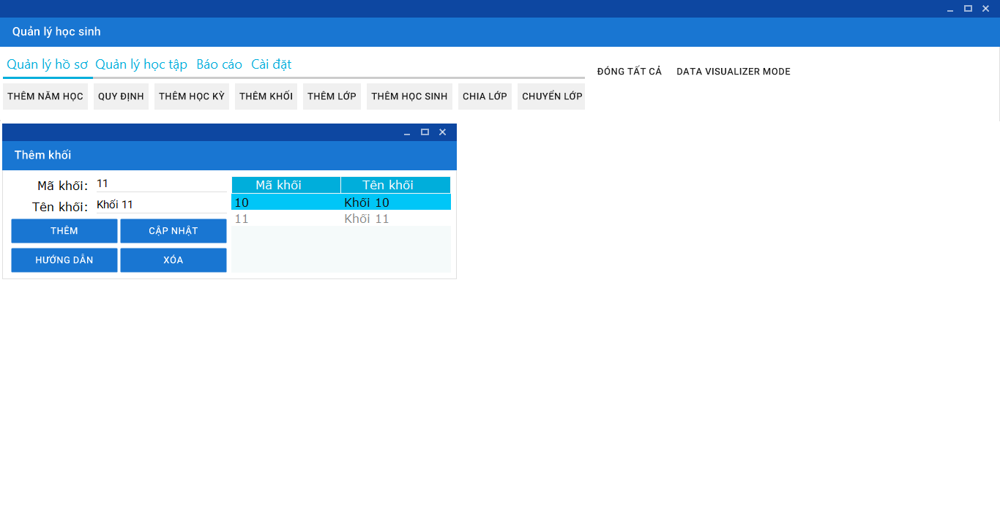 Quản lý học sinh
Quản lý hồ sơ Quản lý học tập Báo cáo Cài đặt
ĐÓNG TẤT CẢ DATA VISUALIZER MODE
THÊM NĂM HỌC QUY ĐỊNH THÊM HỌC KỲ THÊM KHỐI THÊM LỚP THÊM HỌC SINH CHIA LỚP CHUYỂN LỚP
Thêm khối
Mã khối: 11
Tên khối: Khối 11
THÊM CẬP NHẬT
HƯỚNG DẪN XÓA
Mã khối Tên khối
10 Khối 10
11 Khối 11